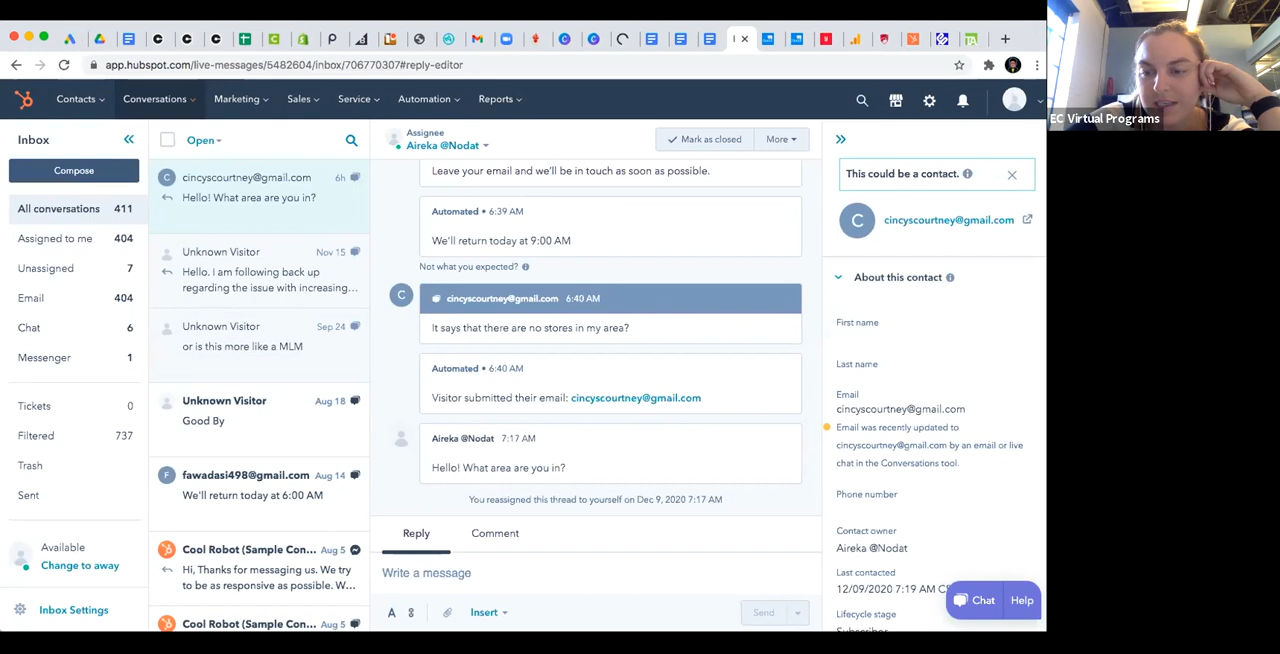 app.hubspot.com/live-messages/5482604/inbox/706770307#reply-editor
EC Virtual Programs
Contacts
Conversations
Marketing
Sales
Service
Automation
Reports
Inbox
Compose
All conversations 411
Assigned to me 404
Unassigned 7
Email 404
Chat 6
Messenger 1
Tickets 0
Filtered 737
Trash
Sent
Available
Change to away
Inbox Settings
Open
cincyscourtney@gmail.com 6h
Hello! What area are you in?
Unknown Visitor Nov 15
Hello. I am following back up
regarding the issue with increasing...
Unknown Visitor Sep 24
or is this more like a MLM
Unknown Visitor Aug 18
Good By
fawadasi498@gmail.com Aug 14
We'll return today at 6:00 AM
Cool Robot (Sample Con... Aug 5
Hi, Thanks for messaging us. We try
to be as responsive as possible. W...
Cool Robot (Sample Con... Aug 5
Assignee
Aireka @Nodat
Mark as closed
More
Leave your email and we'll be in touch as soon as possible.
Automated • 6:39 AM
We'll return today at 9:00 AM
Not what you expected?
C
cincyscourtney@gmail.com 6:40 AM
It says that there are no stores in my area?
Automated • 6:40 AM
Visitor submitted their email: cincyscourtney@gmail.com
Aireka @Nodat 7:17 AM
Hello! What area are you in?
You reassigned this thread to yourself on Dec 9, 2020 7:17 AM
Reply
Comment
Write a message
A
Insert
Send
This could be a contact.
C
cincyscourtney@gmail.com
About this contact
First name
Last name
Email
cincyscourtney@gmail.com
Email was recently updated to
cincyscourtney@gmail.com by an email or live
chat in the Conversations tool.
Phone number
Contact owner
Aireka @Nodat
Last contacted
12/09/2020 7:19 AM
Lifecycle stage
Subscriber
Chat
Help